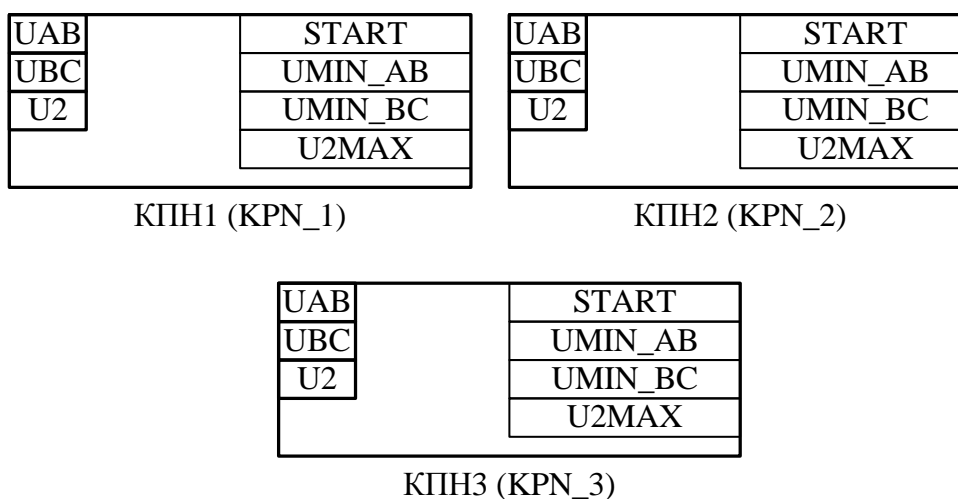 UAB START UAB START
UBC UMIN_AB UBC UMIN_AB
U2 UMIN_BC U2 UMIN_BC
U2MAX U2MAX
КПН1 (KPN_1) КПН2 (KPN_2)
UAB START
UBC UMIN_AB
U2 UMIN_BC
U2MAX
КПН3 (KPN_3)